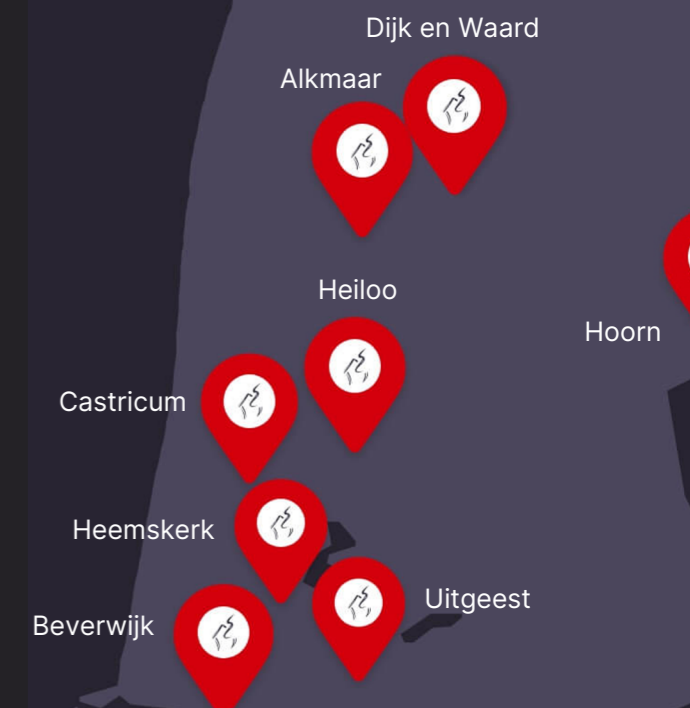 Dijk en Waard
Alkmaar
Heiloo
Hoorn
Castricum
Heemskerk
Uitgeest
Beverwijk